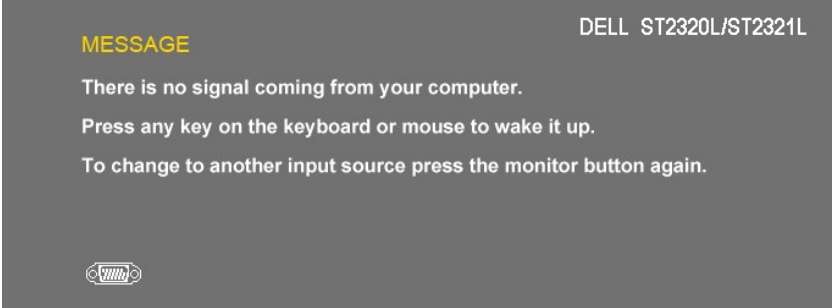 DELL ST2320L/ST2321L
MESSAGE
There is no signal coming from your computer.
Press any key on the keyboard or mouse to wake it up.
To change to another input source press the monitor button again.